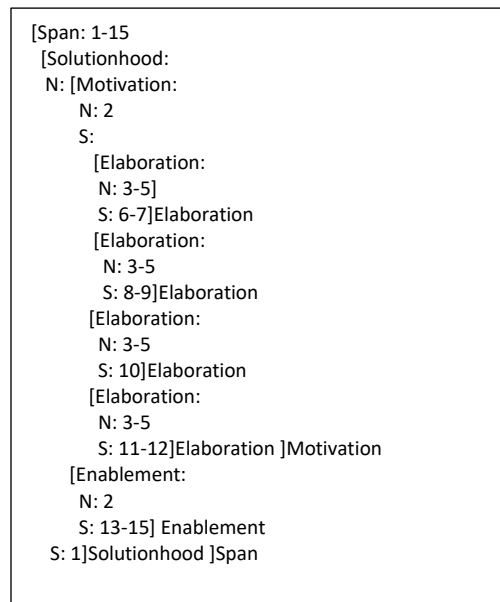 [Span: 1-15
[Solutionhood:
N: [Motivation:
N: 2
S:
[Elaboration:
N: 3-5]
S: 6-7]Elaboration
[Elaboration:
N: 3-5
S: 8-9]Elaboration
[Elaboration:
N: 3-5
S: 10]Elaboration
[Elaboration:
N: 3-5
S: 11-12]Elaboration ]Motivation
[Enablement:
N: 2
S: 13-15] Enablement
S: 1]Solutionhood ]Span